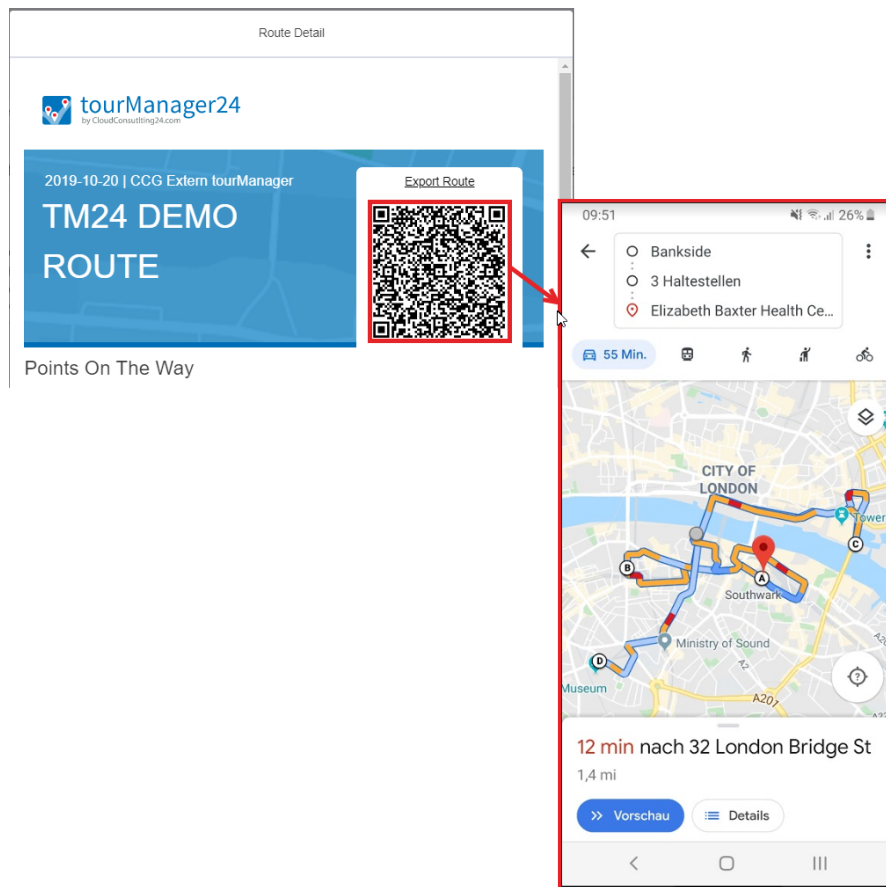 Route Detail
tourManager24
by CloudConsutlting24.com
2019-10-20 | CCG Extern tourManager
TM24 DEMO
ROUTE
Export Route
Points On The Way
09:51
26%
Bankside
3 Haltestellen
Elizabeth Baxter Health Ce...
55 Min.
CITY OF
LONDON
Tower
C
B
A
Southwark
Ministry of Sound
D
Museum
A2
A207
12 min nach 32 London Bridge St
1,4 mi
Vorschau
Details